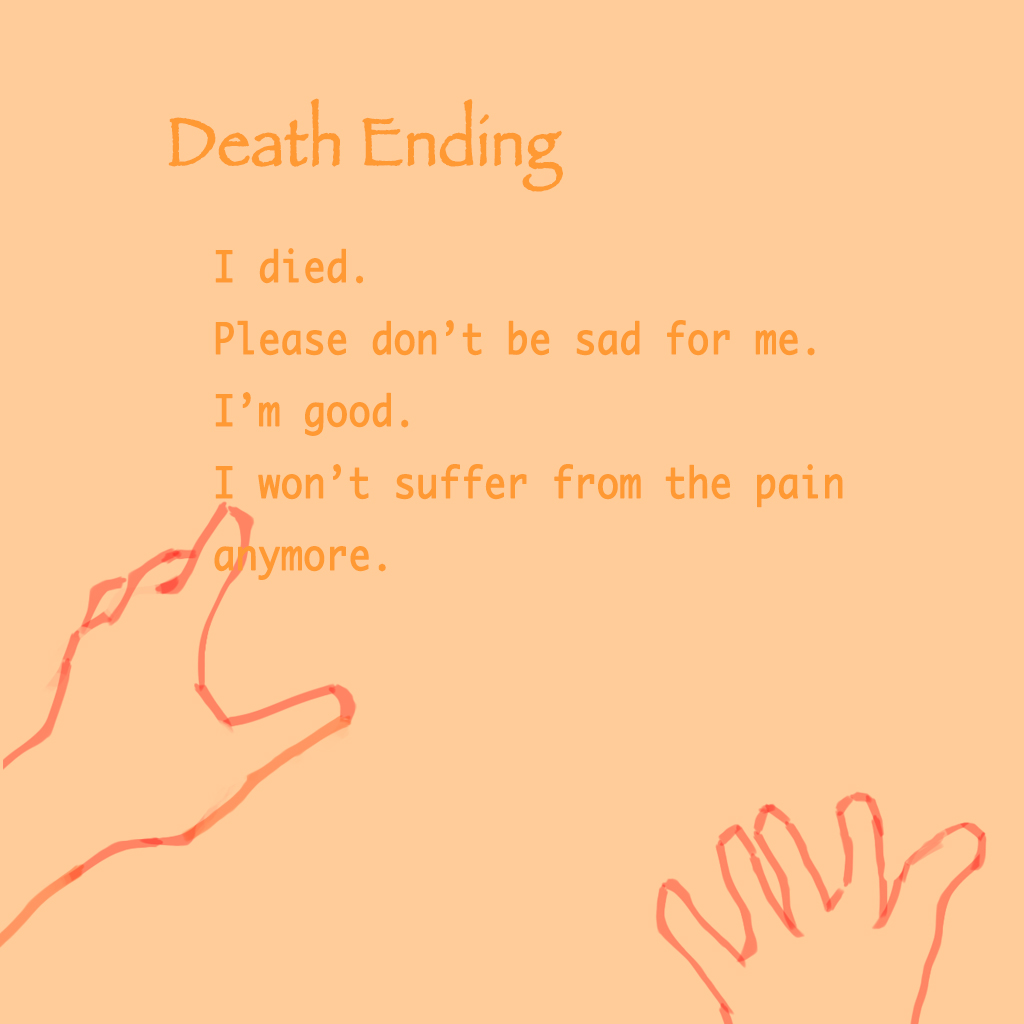 Death Ending
I died.
Please don’t be sad for me.
I’m good.
I won’t suffer from the pain
anymore.